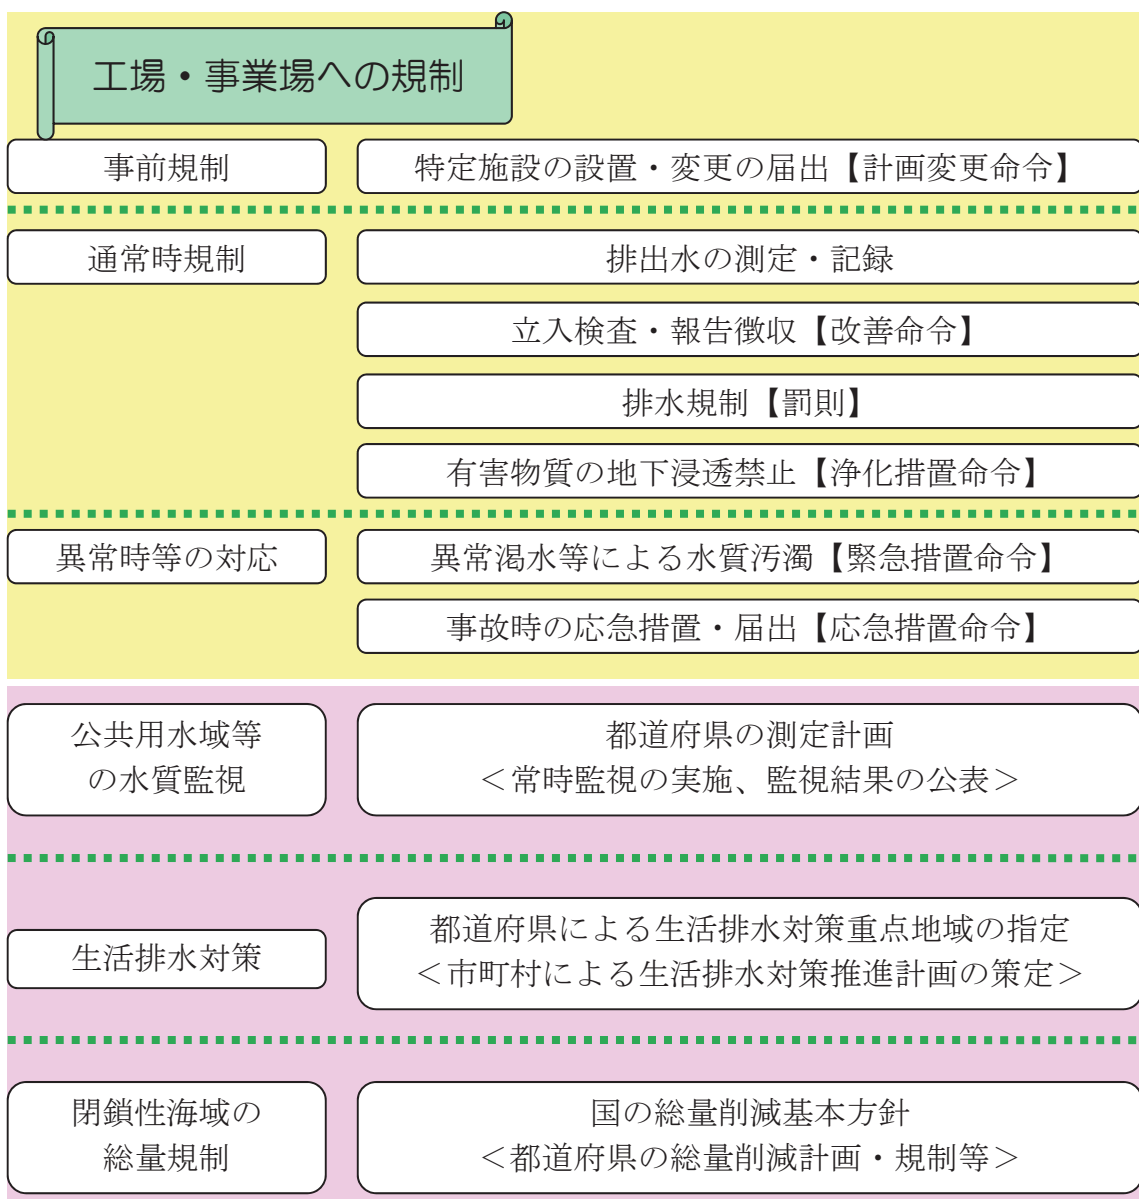 工場・事業場への規制
事前規制
特定施設の設置・変更の届出【計画変更命令】
通常時規制
排出水の測定・記録
立入検査・報告徴収【改善命令】
排水規制【罰則】
有害物質の地下浸透禁止【浄化措置命令】
異常時等の対応
異常渇水等による水質汚濁【緊急措置命令】
事故時の応急措置・届出【応急措置命令】
公共用水域等
の水質監視
都道府県の測定計画
＜常時監視の実施、監視結果の公表＞
生活排水対策
都道府県による生活排水対策重点地域の指定
＜市町村による生活排水対策推進計画の策定＞
閉鎖性海域の
総量規制
国の総量削減基本方針
＜都道府県の総量削減計画・規制等＞